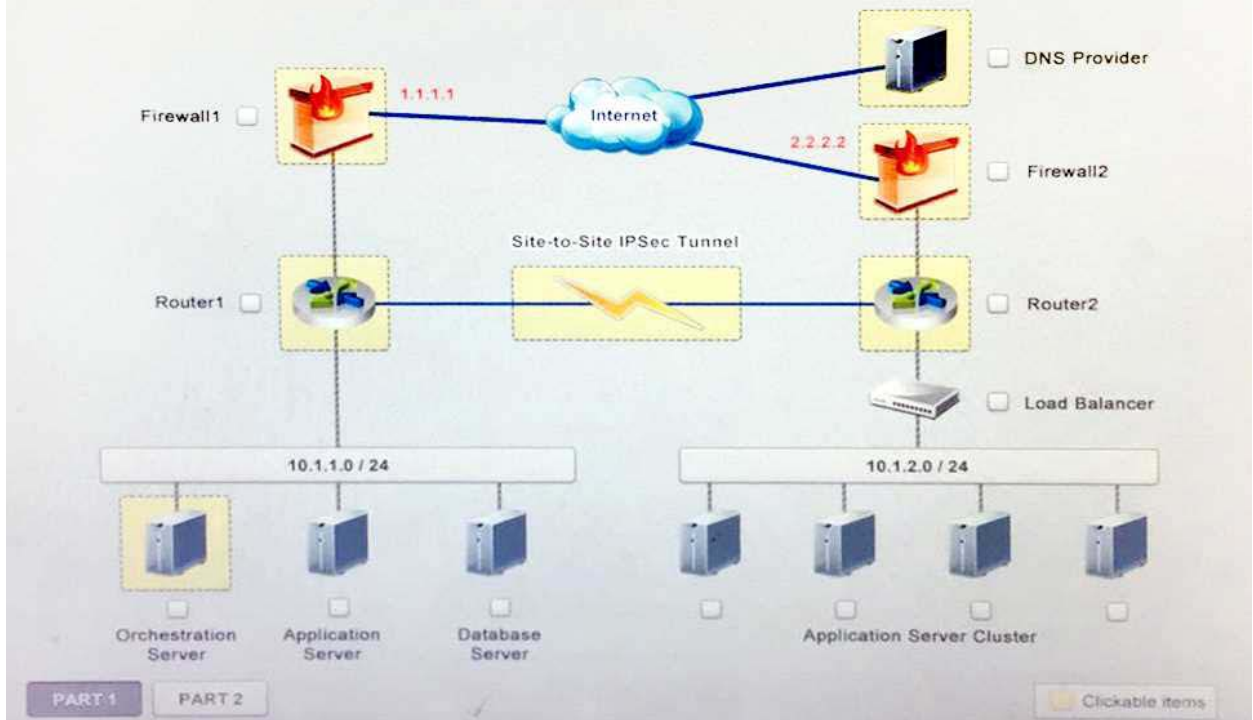 DNS Provider
Firewall1
1.1.1.1
Internet
2.2.2.2
Firewall2
Site-to-Site IPSec Tunnel
Router1
Router2
Load Balancer
10.1.1.0 / 24
10.1.2.0 / 24
Orchestration
Server
Application
Server
Database
Server
Application Server Cluster
PART 1
PART 2
Clickable items